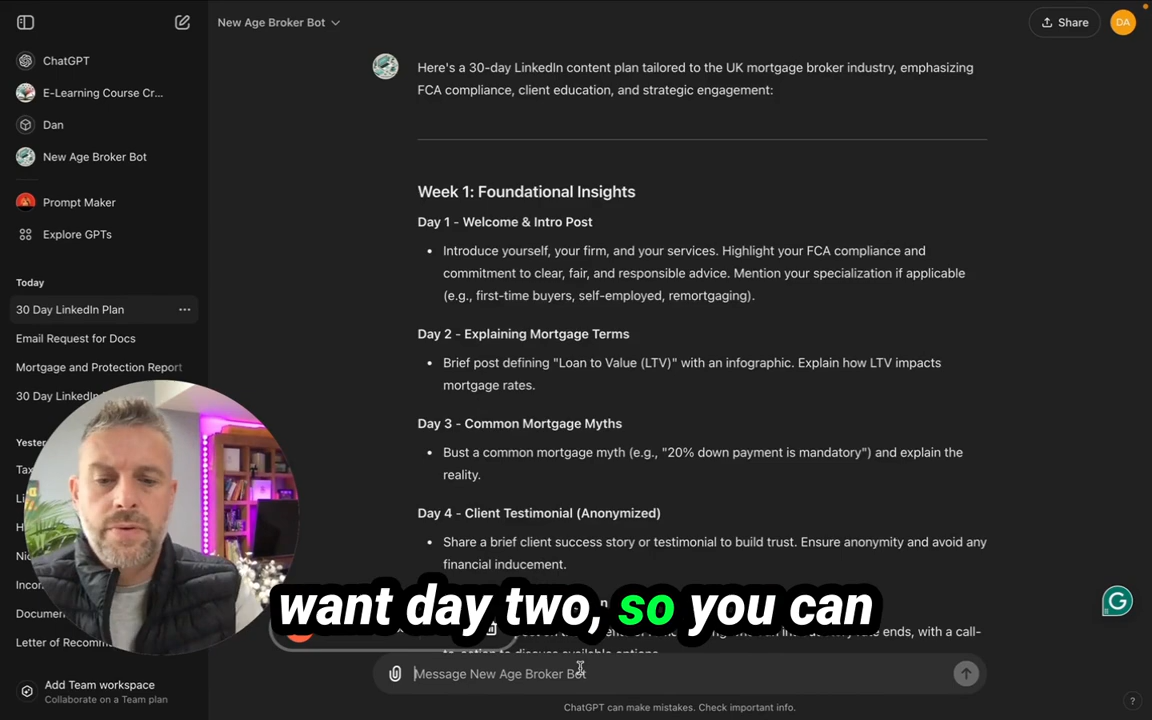 New Age Broker Bot
Share
DA
ChatGPT
E-Learning Course Cr...
Dan
New Age Broker Bot
Prompt Maker
Explore GPTs
Today
30 Day LinkedIn Plan
Email Request for Docs
Mortgage and Protection Report
30 Day LinkedIn
Add Team workspace
Collaborate on a Team plan
Here's a 30-day LinkedIn content plan tailored to the UK mortgage broker industry, emphasizing
FCA compliance, client education, and strategic engagement:
Week 1: Foundational Insights
Day 1 - Welcome & Intro Post
• Introduce yourself, your firm, and your services. Highlight your FCA compliance and
commitment to clear, fair, and responsible advice. Mention your specialization if applicable
(e.g., first-time buyers, self-employed, remortgaging).
Day 2 - Explaining Mortgage Terms
• Brief post defining "Loan to Value (LTV)" with an infographic. Explain how LTV impacts
mortgage rates.
Day 3 - Common Mortgage Myths
• Bust a common mortgage myth (e.g., "20% down payment is mandatory") and explain the
reality.
Day 4 - Client Testimonial (Anonymized)
• Share a brief client success story or testimonial to build trust. Ensure anonymity and avoid any
financial inducement.
want day two, so you can
ends, with a call-
Message New Age Broker Bot
ChatGPT can make mistakes. Check important info.
?